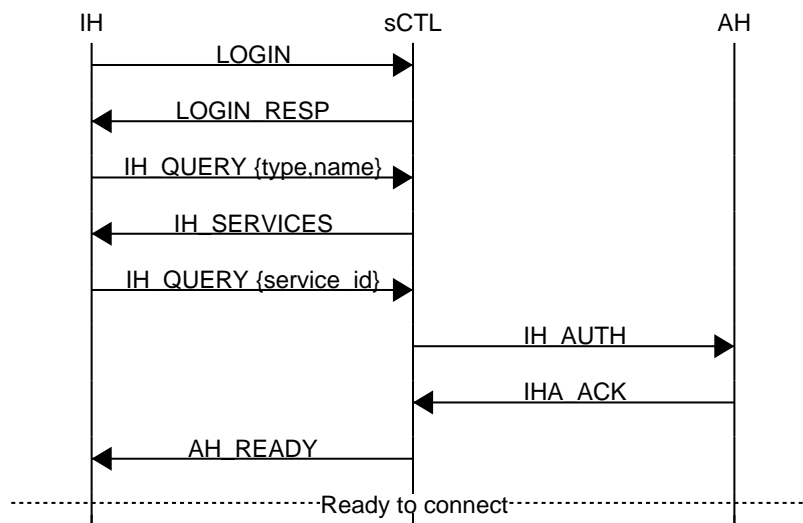 IH sCTL AH
LOGIN
LOGIN_RESP
IH_QUERY {type,name}
IH_SERVICES
IH_QUERY {service_id}
IH_AUTH
IHA_ACK
AH_READY
Ready to connect